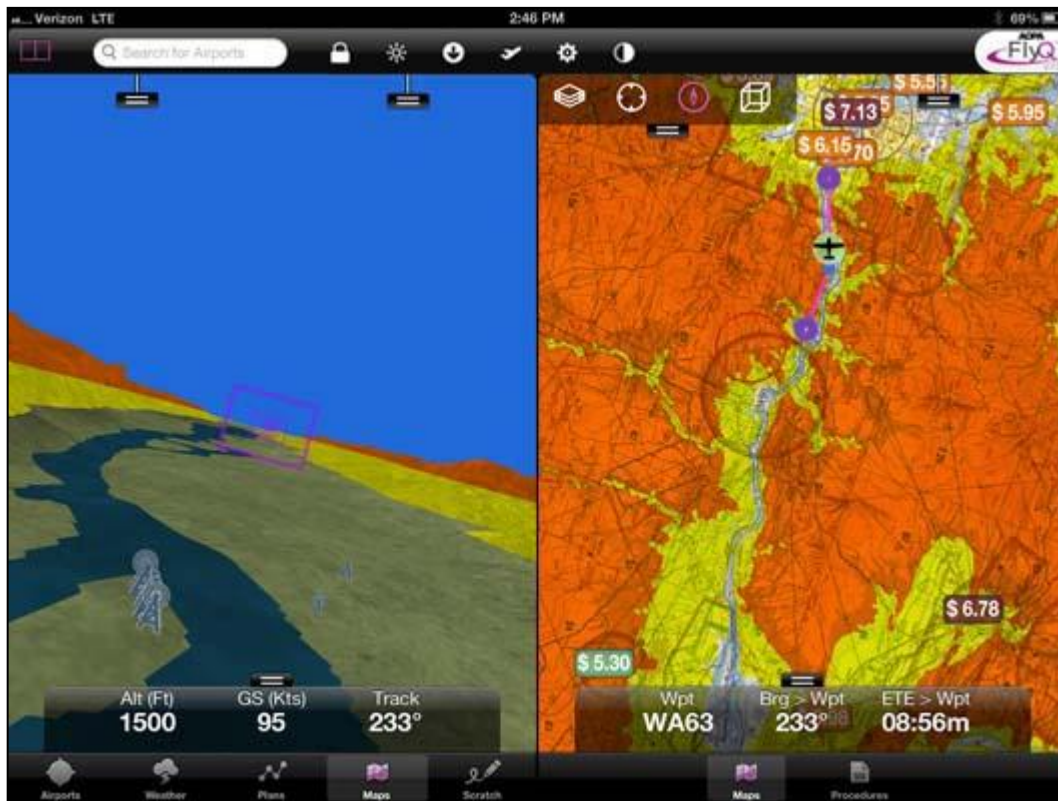 Verizon LTE
2:46 PM
69%
Search for Airports
AOPA
FlyQ
$ 7.13
$ 5.95
$ 6.15
70
$ 6.78
$ 5.30
Alt (Ft) GS (Kts) Track
1500 95 233°
Wpt Brg > Wpt ETE > Wpt
WA63 233° 08:56m
Airports Weather Plans Maps Scratch
Maps Procedures